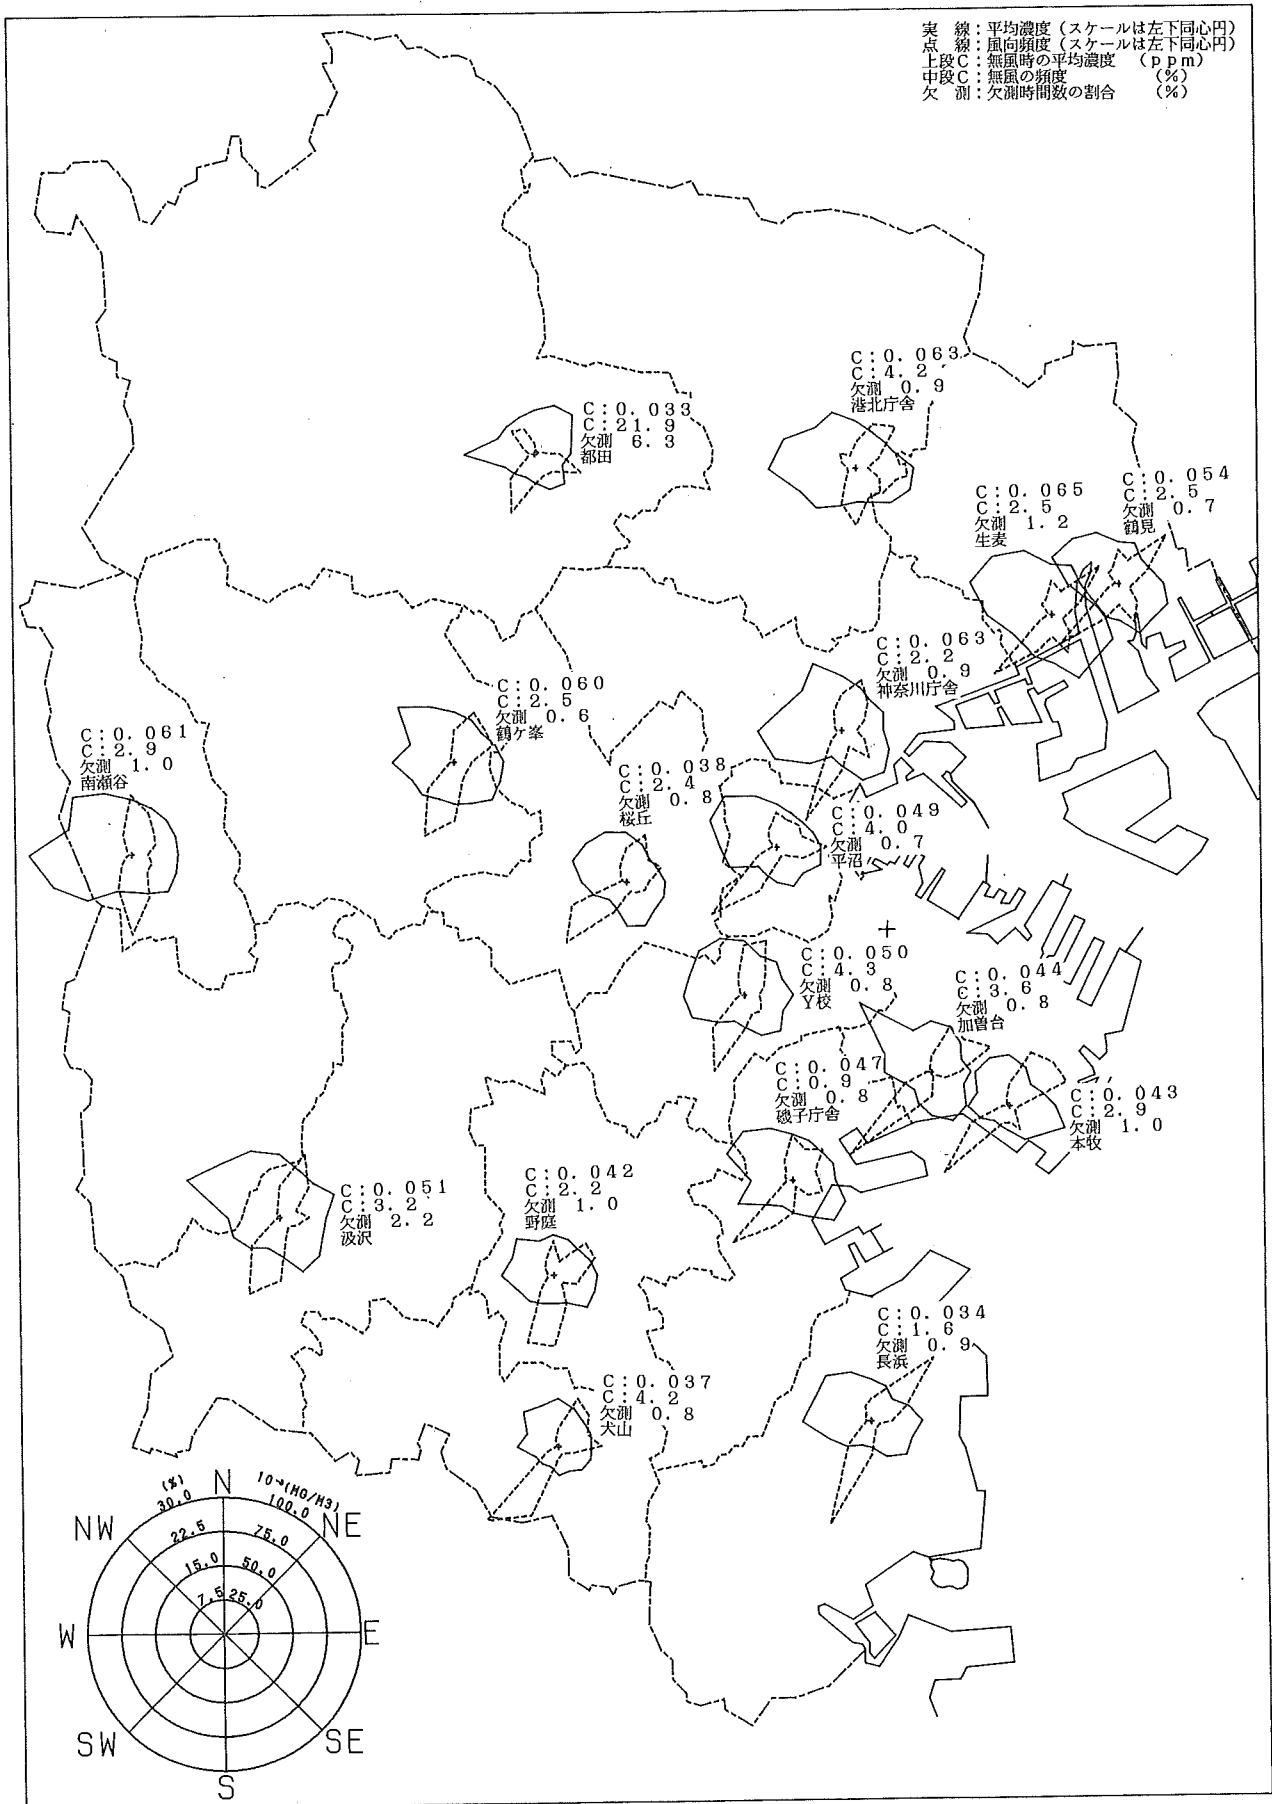 実　線：平均濃度（スケールは左下同心円）
点　線：風向頻度（スケールは左下同心円）
上段C：無風時の平均濃度　（ppm）
中段C：無風の頻度　（%）
欠　測：欠測時間数の割合　（%）
C：0.063
C：4.2
欠測 0.9
港北庁舎
C：0.033
C：21.9
欠測 6.3
都田
C：0.054
C：2.5
欠測 0.7
鶴見
C：0.065
C：2.5
欠測 1.2
生麦
C：0.063
C：2.2
欠測 0.9
神奈川庁舎
C：0.060
C：2.5
欠測 0.6
鶴ケ峯
C：0.061
C：2.9
欠測 1.0
南瀬谷
C：0.038
C：2.4
欠測 0.8
桜丘
C：0.049
C：4.0
欠測 0.7
平沼
C：0.050
C：4.3
欠測 0.8
Y校
C：0.044
C：3.6
欠測 0.8
加曽台
C：0.047
C：0.9
欠測 0.8
磯子庁舎
C：0.043
C：2.9
欠測 1.0
本牧
C：0.051
C：3.2
欠測 2.2
汲沢
C：0.042
C：2.2
欠測 1.0
野庭
C：0.034
C：1.6
欠測 0.9
長浜
C：0.037
C：4.2
欠測 0.8
犬山
(%) N (MG/M3)
30.0 100.0
NW 22.5 75.0 NE
15.0 50.0
7.5 25.0
W E
SW SE
S